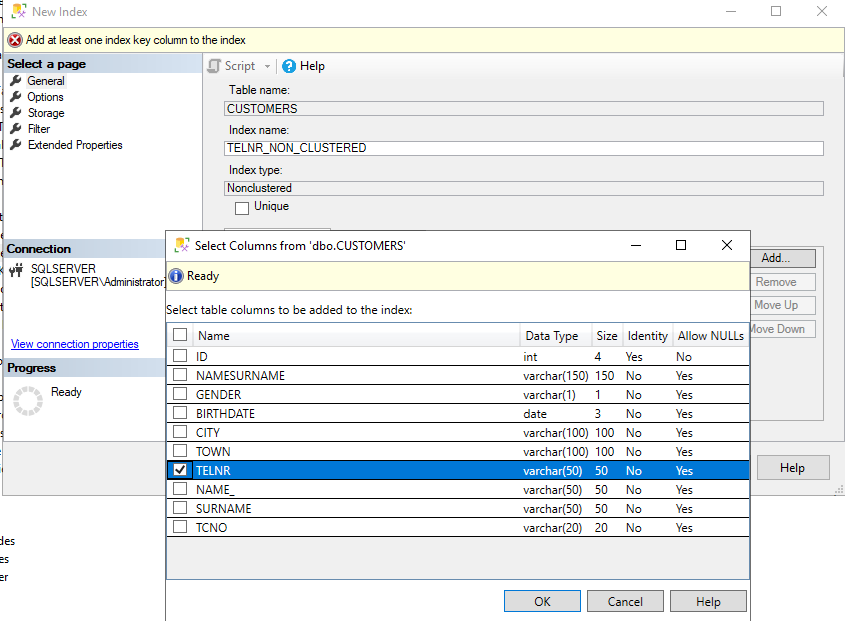 New Index
Add at least one index key column to the index
Select a page
General
Options
Storage
Filter
Extended Properties
Script
Help
Table name:
CUSTOMERS
Index name:
TELNR_NON_CLUSTERED
Index type:
Nonclustered
Unique
Connection
SQLSERVER
[SQLSERVER\Administrator]
View connection properties
Progress
Ready
Add...
Remove
Move Up
Move Down
Help
Select Columns from 'dbo.CUSTOMERS'
Ready
Select table columns to be added to the index:
Name Data Type Size Identity Allow NULLs
ID int 4 Yes No
NAMESURNAME varchar(150) 150 No Yes
GENDER varchar(1) 1 No Yes
BIRTHDATE date 3 No Yes
CITY varchar(100) 100 No Yes
TOWN varchar(100) 100 No Yes
TELNR varchar(50) 50 No Yes
NAME_ varchar(50) 50 No Yes
SURNAME varchar(50) 50 No Yes
TCNO varchar(20) 20 No Yes
OK Cancel Help